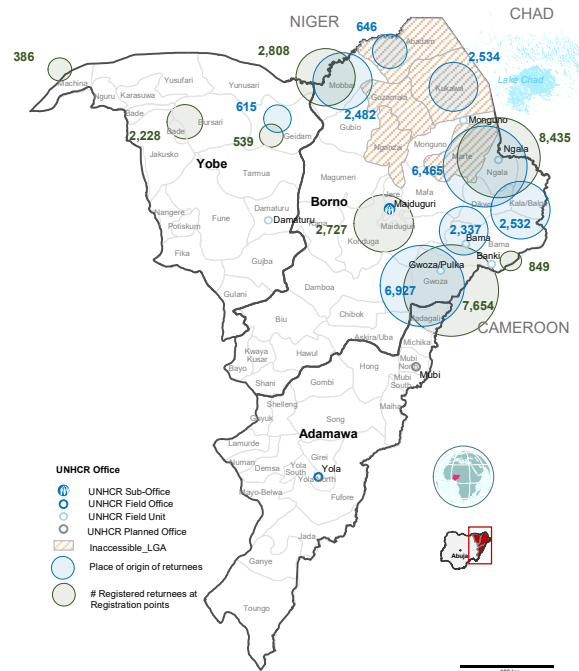 NIGER
CHAD
646
386
2,808
2,534
Abadam
Lake Chad
Machina
Yusufari
Yunusari
Mobbar
Kukawa
Nguru
Karasuwa
Guzamala
615
2,482
Bade
Bursari
Gubio
Monguno
2,228
Bade
539
Geidam
Monguno
8,435
Nganzai
Ngala
Jakusko
Marte
Yobe
6,465
Ngala
Tarmua
Magumeri
Borno
Mafa
Jere
Dikwa
Kala/Balge
Nangere
Damaturu
Maiduguri
Fune
Damaturu
2,532
Potiskum
2,727
Kaga
Maiduguri
2,337
Konduga
Bama
Bama
Fika
Gujba
Gwoza/Pulka
Banki
849
Gwoza
Damboa
6,927
Gulani
7,654
Chibok
Madagali
Biu
CAMEROON
Askira/Uba
Michika
Kwaya
Kusar
Hawul
Hong
Mubi
North
Bayo
Mubi
Mubi
South
Shani
Gombi
Shelleng
Maiha
Guyuk
Song
Adamawa
Lamurde
Girei
Numan
Demsa
Yola
South
Yola
Yola North
UNHCR Office
Mayo-Belwa
Fufore
UNHCR Sub-Office
UNHCR Field Office
UNHCR Field Unit
UNHCR Planned Office
Inaccessible_LGA
Jada
Abuja
Place of origin of returnees
Ganye
# Registered returnees at
Registration points
Toungo